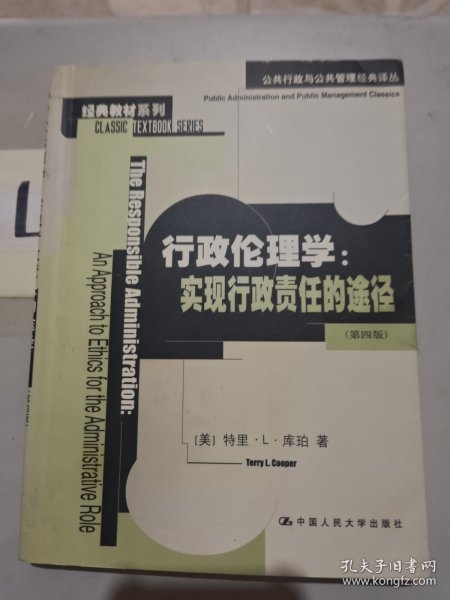 公共行政与公共管理经典译丛
Public Administration and Public Management Classics
经典教材系列
CLASSIC TEXTBOOK SERIES
The Responsible Administration:
An Approach to Ethics for the Administrative Role
行政伦理学：
实现行政责任的途径
（第四版）
［美］特里·L·库珀 著
Terry L. Cooper
中国人民大学出版社
孔夫子旧书网
www.kongfz.com